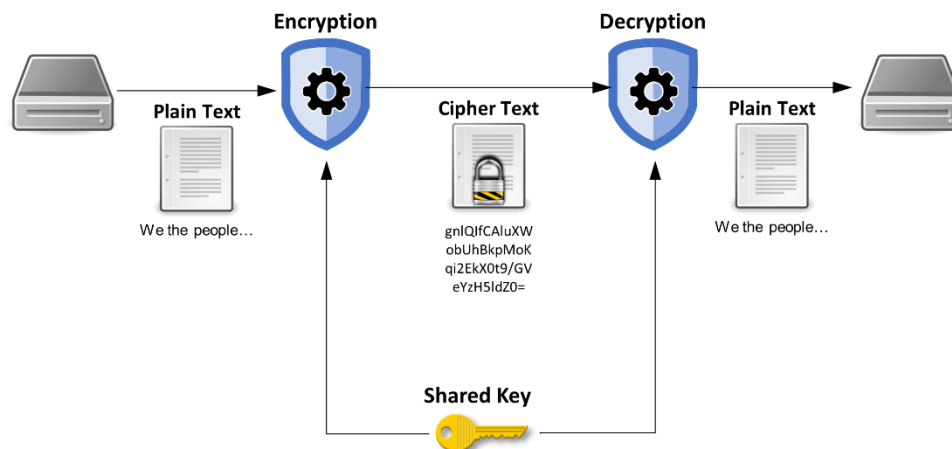 Encryption
Decryption
Plain Text
Cipher Text
Plain Text
We the people…
gnlQIfCAluXW
obUhBkpMoK
qi2EkX0t9/GV
eYzH5ldZ0=
We the people…
Shared Key